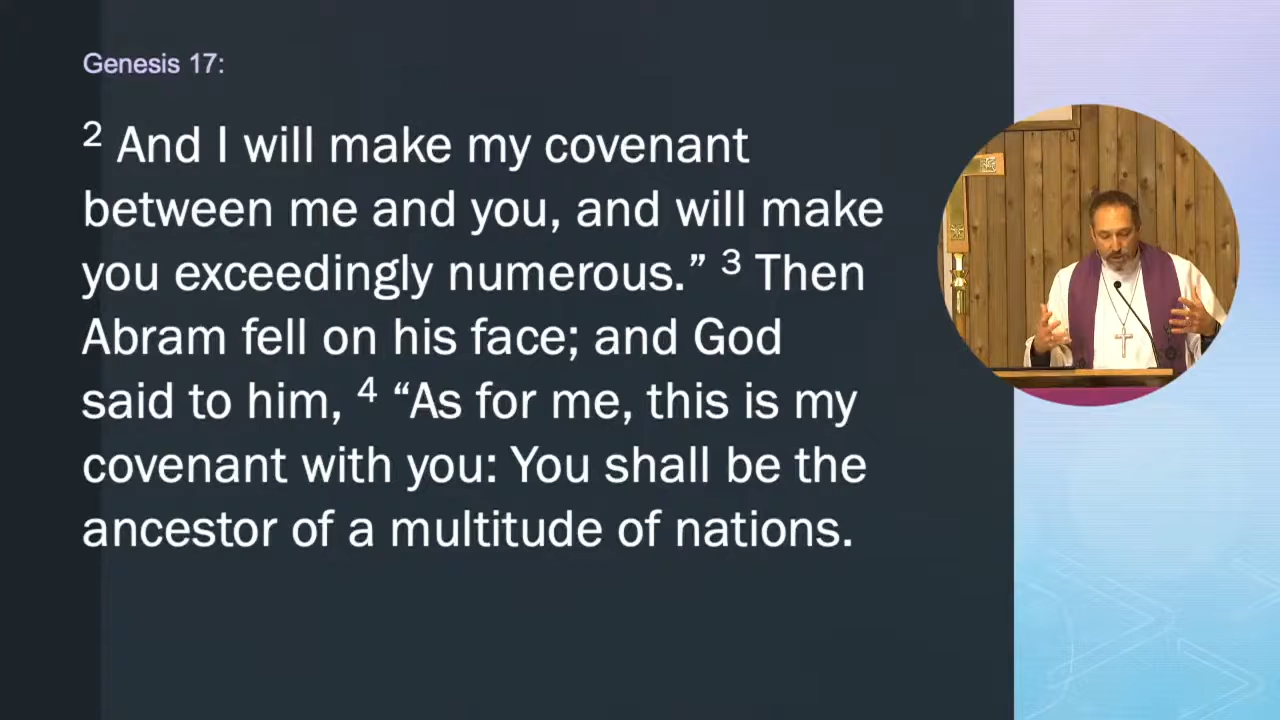 Genesis 17:
2 And I will make my covenant
between me and you, and will make
you exceedingly numerous.” 3 Then
Abram fell on his face; and God
said to him, 4 “As for me, this is my
covenant with you: You shall be the
ancestor of a multitude of nations.